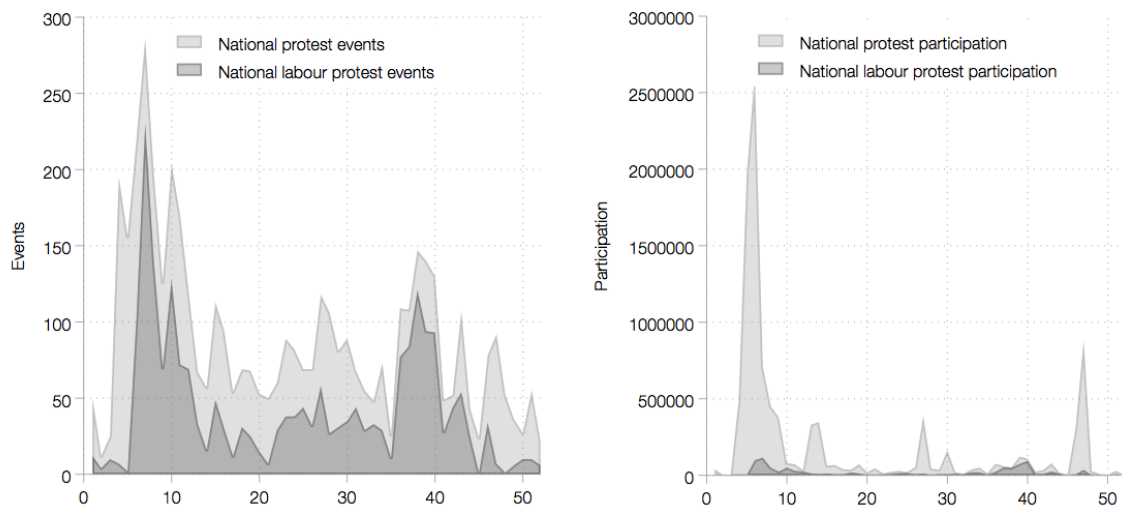 300
250
200
150
100
50
0
Events
National protest events
National labour protest events
0 10 20 30 40 50
3000000
2500000
2000000
1500000
1000000
500000
0
Participation
National protest participation
National labour protest participation
0 10 20 30 40 50